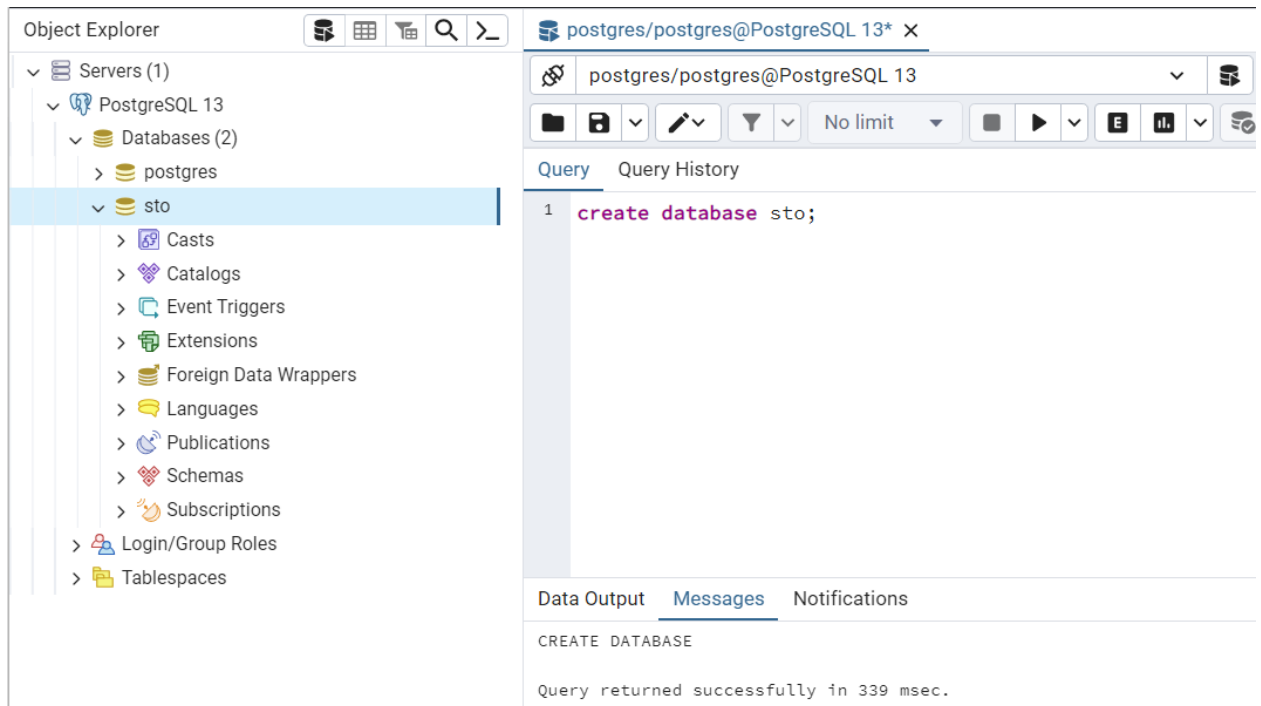 Object Explorer
Servers (1)
PostgreSQL 13
Databases (2)
postgres
sto
Casts
Catalogs
Event Triggers
Extensions
Foreign Data Wrappers
Languages
Publications
Schemas
Subscriptions
Login/Group Roles
Tablespaces
postgres/postgres@PostgreSQL 13*
postgres/postgres@PostgreSQL 13
No limit
E
Query Query History
1 create database sto;
Data Output Messages Notifications
CREATE DATABASE
Query returned successfully in 339 msec.